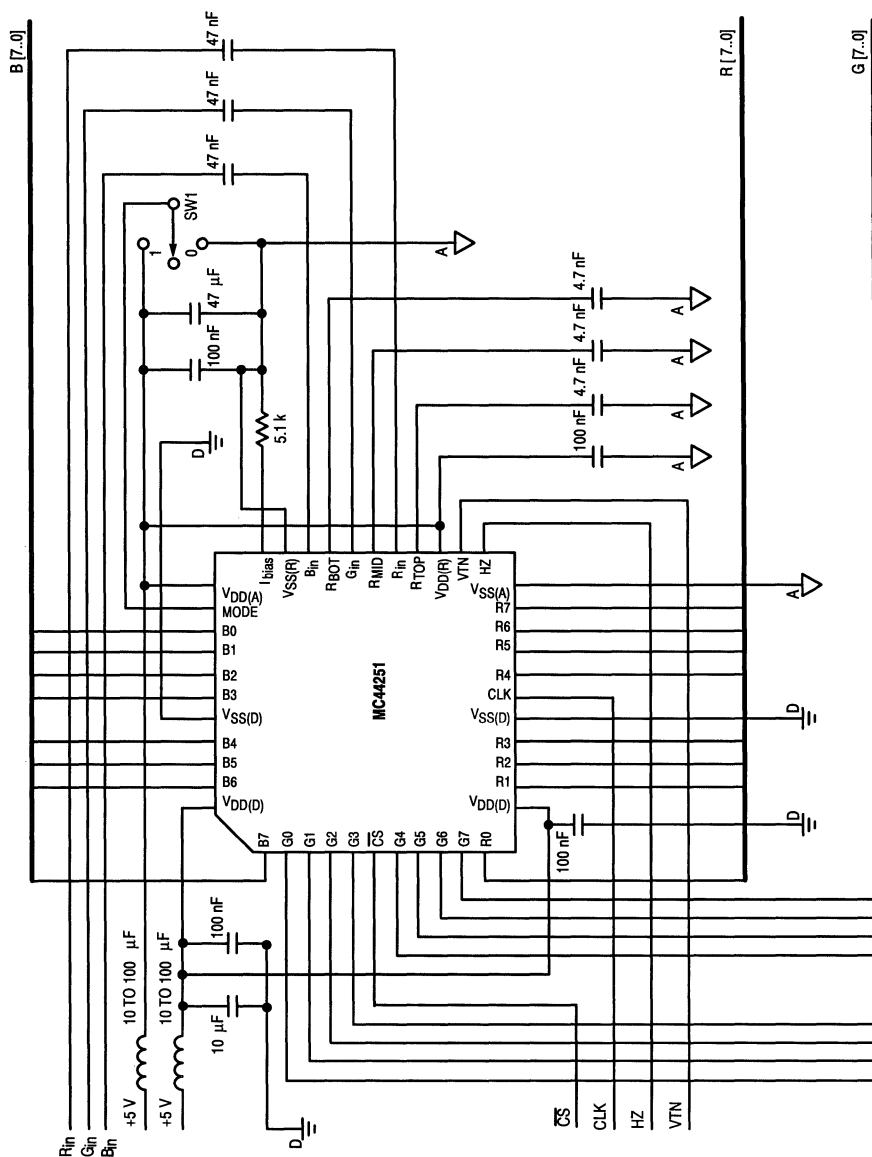 B [7..0]
R [7..0]
G [7..0]
47 nF
47 nF
47 nF
SW1
1
0
47 µF
100 nF
5.1 k
D
A
4.7 nF
4.7 nF
4.7 nF
100 nF
A
A
A
A
Ibias
VSS(R)
Bin
RBOT
Gin
RMID
Rin
RTOP
VDD(R)
VTN
HZ
VDD(A)
MODE
B0
B1
B2
B3
VSS(D)
B4
B5
B6
VDD(D)
MC44251
VSS(A)
R7
R6
R5
R4
CLK
VSS(D)
R3
R2
R1
VDD(D)
B7
G0
G1
G2
G3
CS
G4
G5
G6
G7
R0
A
D
D
100 nF
10 TO 100 µF
10 TO 100 µF
100 nF
10 µF
+5 V
+5 V
D
Rin
Gin
Bin
CS
CLK
HZ
VTN